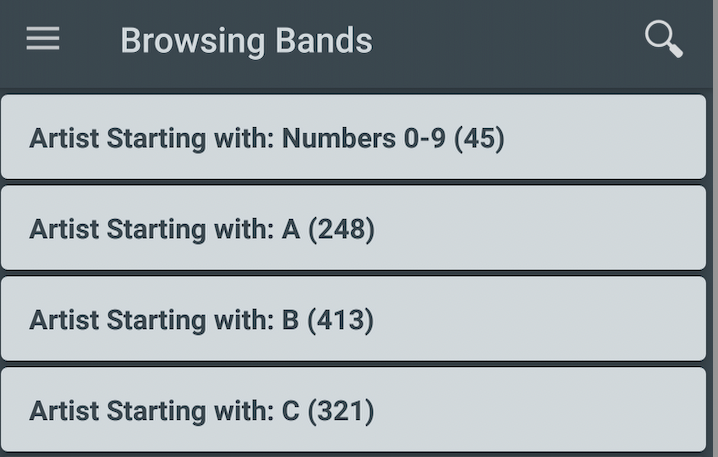 Browsing Bands
Artist Starting with: Numbers 0-9 (45)
Artist Starting with: A (248)
Artist Starting with: B (413)
Artist Starting with: C (321)